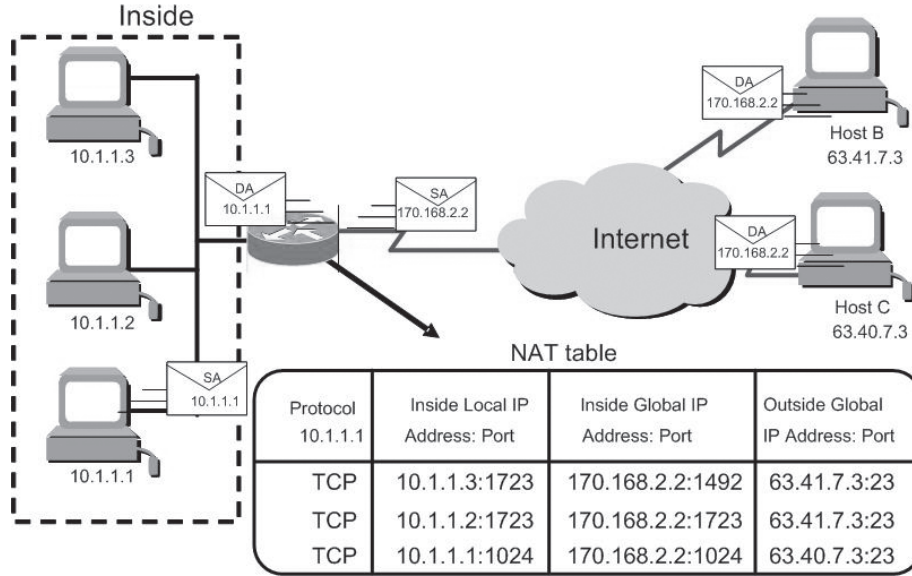 Inside
10.1.1.3
10.1.1.2
SA
10.1.1.1
10.1.1.1
DA
10.1.1.1
SA
170.168.2.2
Internet
DA
170.168.2.2
Host B
63.41.7.3
DA
170.168.2.2
Host C
63.40.7.3
NAT table
Protocol
10.1.1.1
Inside Local IP
Address: Port
Inside Global IP
Address: Port
Outside Global
IP Address: Port
TCP 10.1.1.3:1723 170.168.2.2:1492 63.41.7.3:23
TCP 10.1.1.2:1723 170.168.2.2:1723 63.41.7.3:23
TCP 10.1.1.1:1024 170.168.2.2:1024 63.40.7.3:23